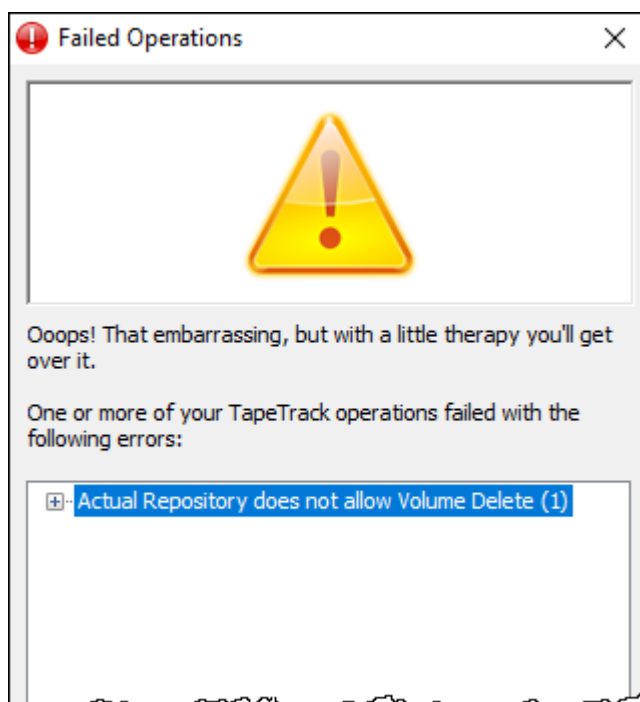 Failed Operations
Ooops! That embarrassing, but with a little therapy you'll get
over it.
One or more of your TapeTrack operations failed with the
following errors:
Actual Repository does not allow Volume Delete (1)